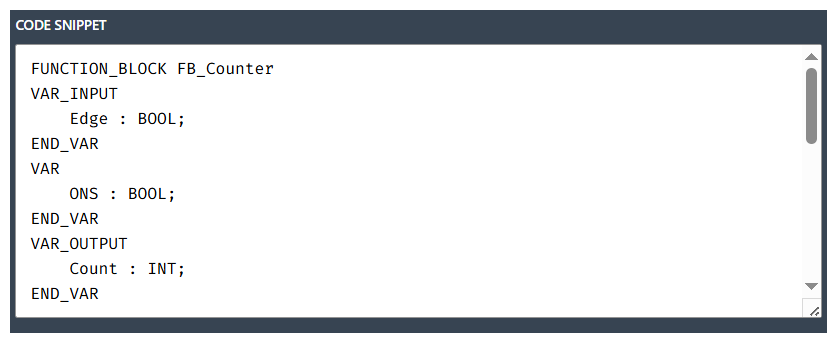 CODE SNIPPET
FUNCTION_BLOCK FB_Counter
VAR_INPUT
    Edge : BOOL;
END_VAR
VAR
    ONS : BOOL;
END_VAR
VAR_OUTPUT
    Count : INT;
END_VAR